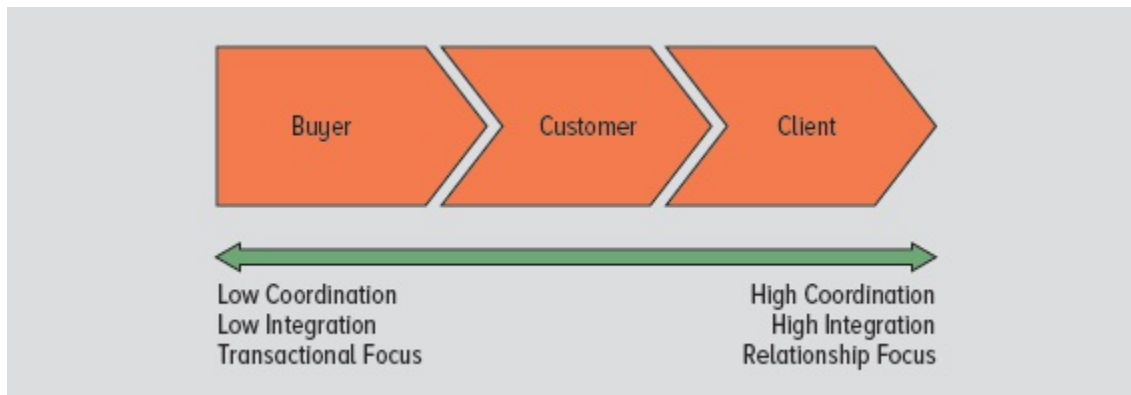 Buyer
Customer
Client
Low Coordination
Low Integration
Transactional Focus
High Coordination
High Integration
Relationship Focus